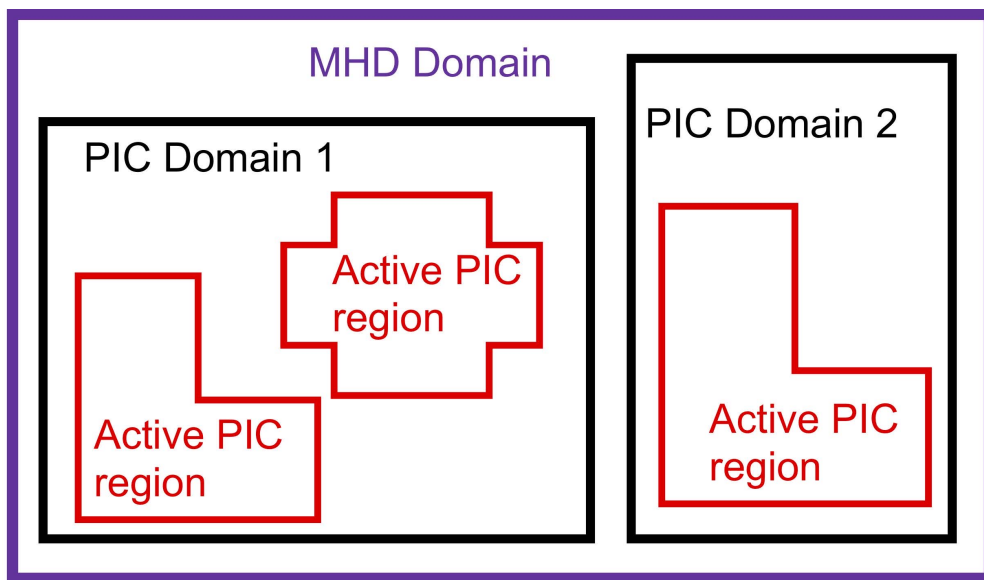 MHD Domain
PIC Domain 1
Active PIC
region
Active PIC
region
PIC Domain 2
Active PIC
region